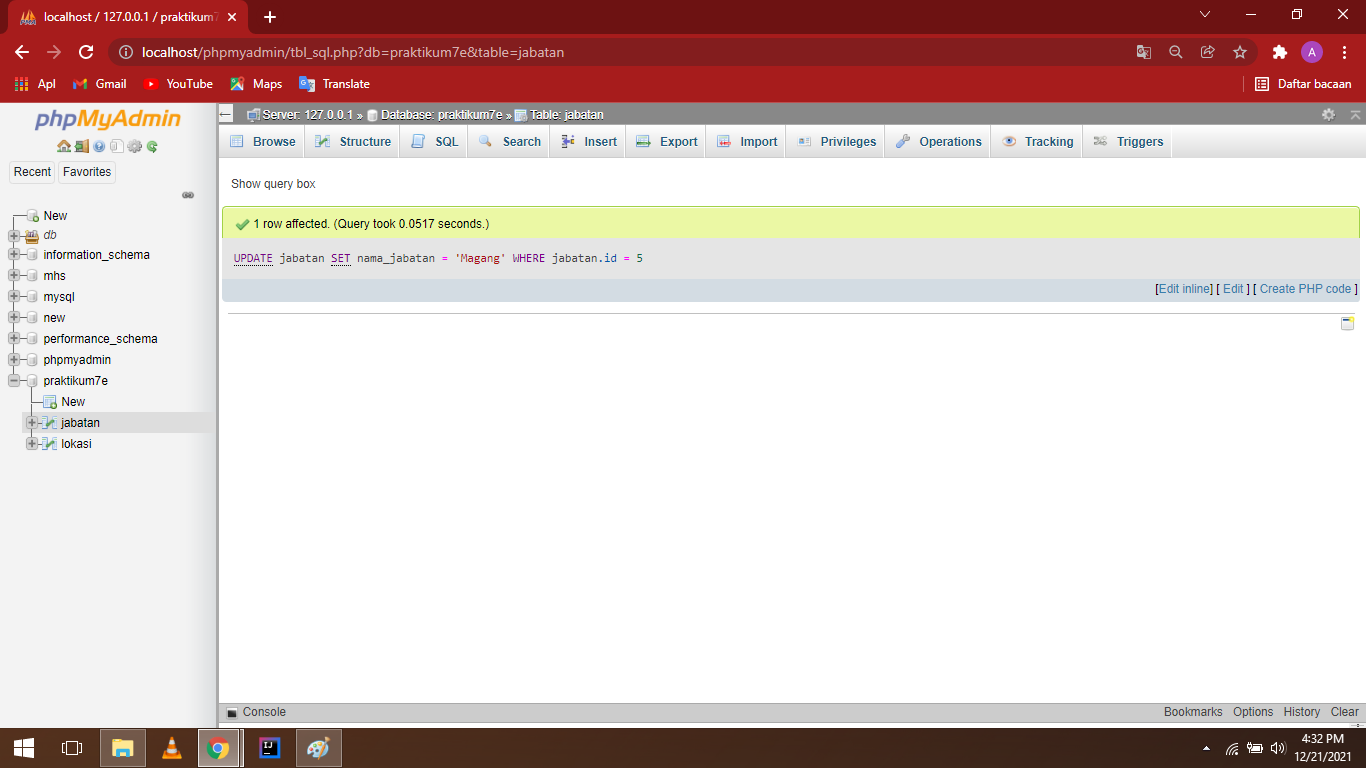 localhost / 127.0.0.1 / praktikum7
localhost/phpmyadmin/tbl_sql.php?db=praktikum7e&table=jabatan
A
Apl
Gmail
YouTube
Maps
Translate
Daftar bacaan
phpMyAdmin
Recent
Favorites
New
db
information_schema
mhs
mysql
new
performance_schema
phpmyadmin
praktikum7e
New
jabatan
lokasi
Server: 127.0.0.1 » Database: praktikum7e » Table: jabatan
Browse
Structure
SQL
Search
Insert
Export
Import
Privileges
Operations
Tracking
Triggers
Show query box
1 row affected. (Query took 0.0517 seconds.)
UPDATE jabatan SET nama_jabatan = 'Magang' WHERE jabatan.id = 5
[Edit inline] [ Edit ] [ Create PHP code ]
Console
Bookmarks
Options
History
Clear
IJ
4:32 PM
12/21/2021